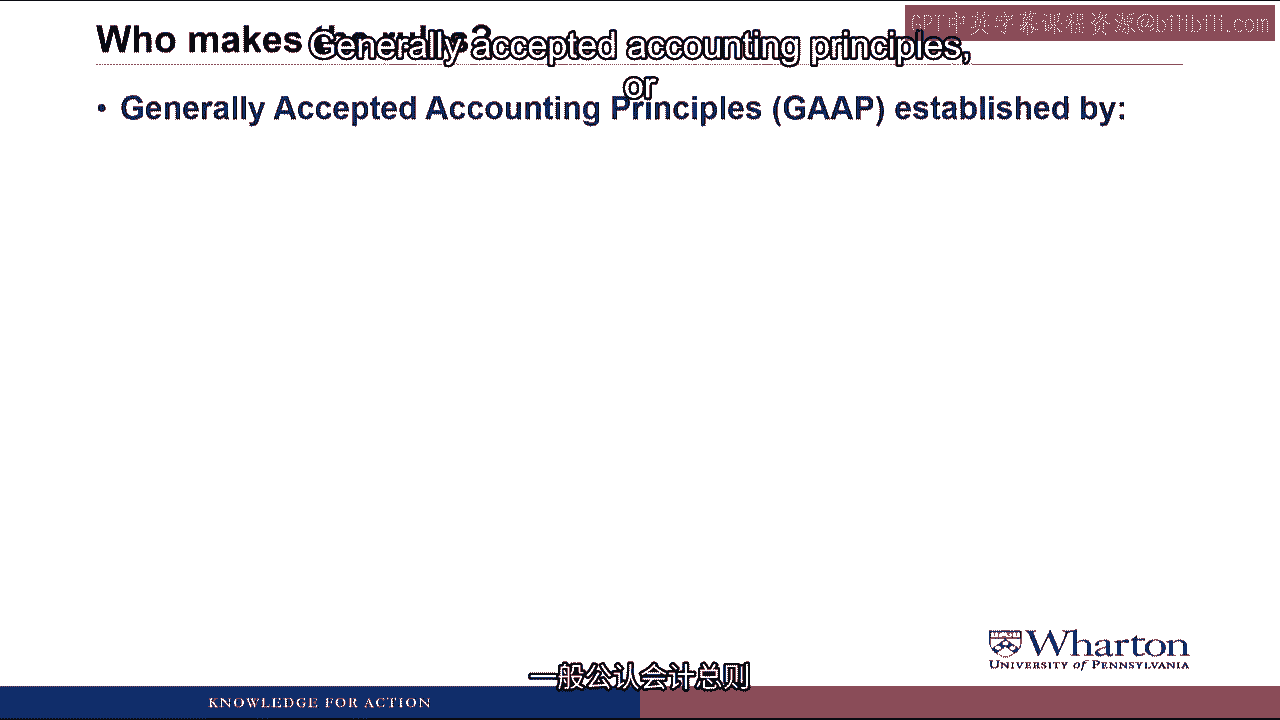 GPT中英字幕课程资源@bilibili.com
Who makes the rules?
Generally accepted accounting principles,
or
• Generally Accepted Accounting Principles (GAAP) established by:
Wharton
UNIVERSITY of PENNSYLVANIA
一般公认会计总则
KNOWLEDGE FOR ACTION